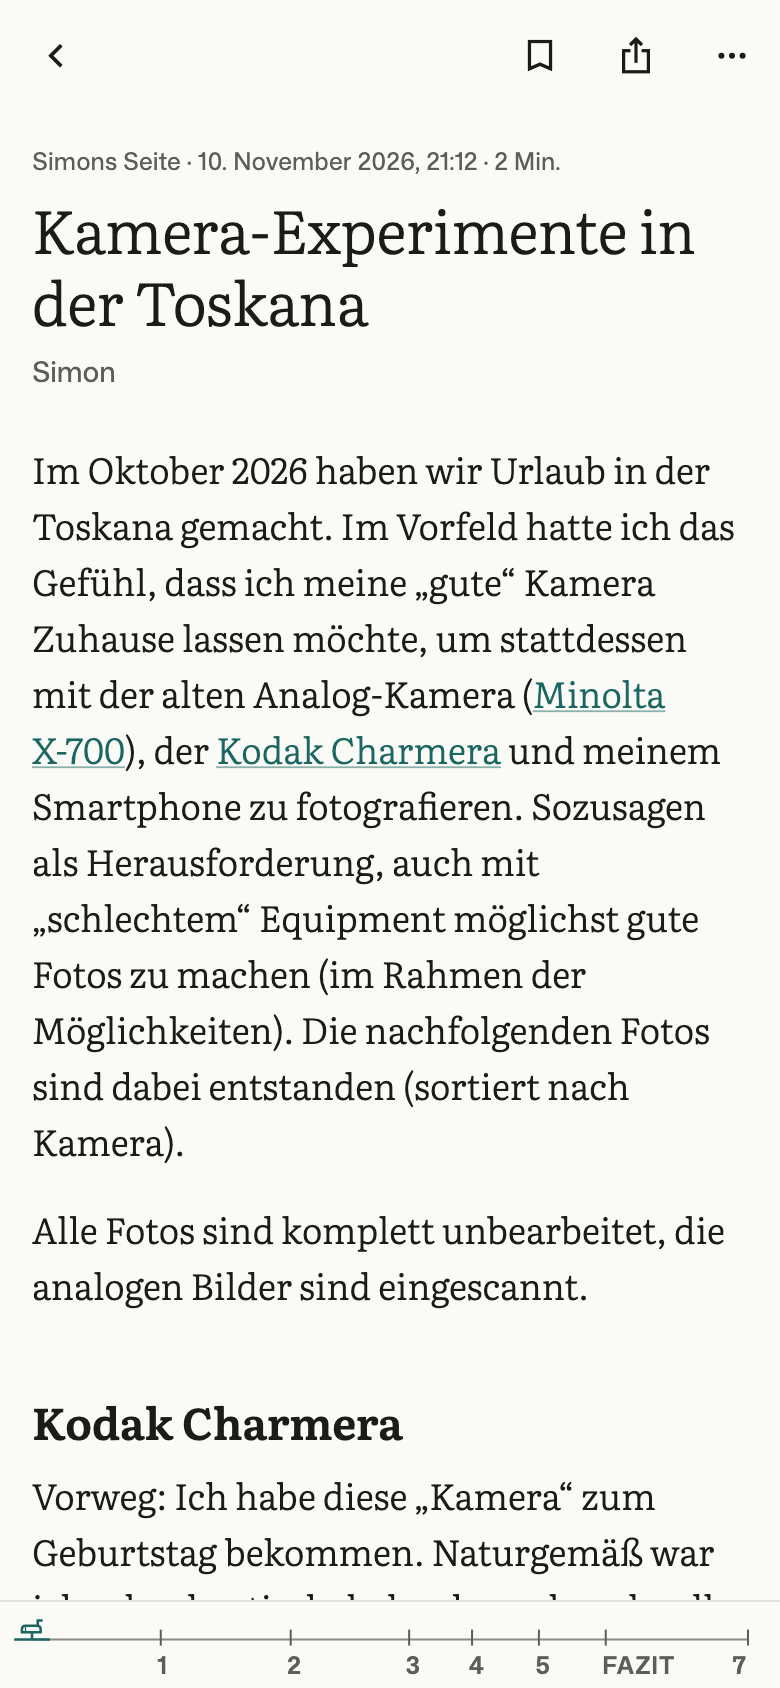 Simons Seite · 10. November 2026, 21:12 · 2 Min.
Kamera-Experimente in
der Toskana
Simon
Im Oktober 2026 haben wir Urlaub in der
Toskana gemacht. Im Vorfeld hatte ich das
Gefühl, dass ich meine „gute“ Kamera
Zuhause lassen möchte, um stattdessen
mit der alten Analog-Kamera (Minolta
X-700), der Kodak Charmera und meinem
Smartphone zu fotografieren. Sozusagen
als Herausforderung, auch mit
„schlechtem“ Equipment möglichst gute
Fotos zu machen (im Rahmen der
Möglichkeiten). Die nachfolgenden Fotos
sind dabei entstanden (sortiert nach
Kamera).
Alle Fotos sind komplett unbearbeitet, die
analogen Bilder sind eingescannt.
Kodak Charmera
Vorweg: Ich habe diese „Kamera“ zum
Geburtstag bekommen. Naturgemäß war
1 2 3 4 5 FAZIT 7